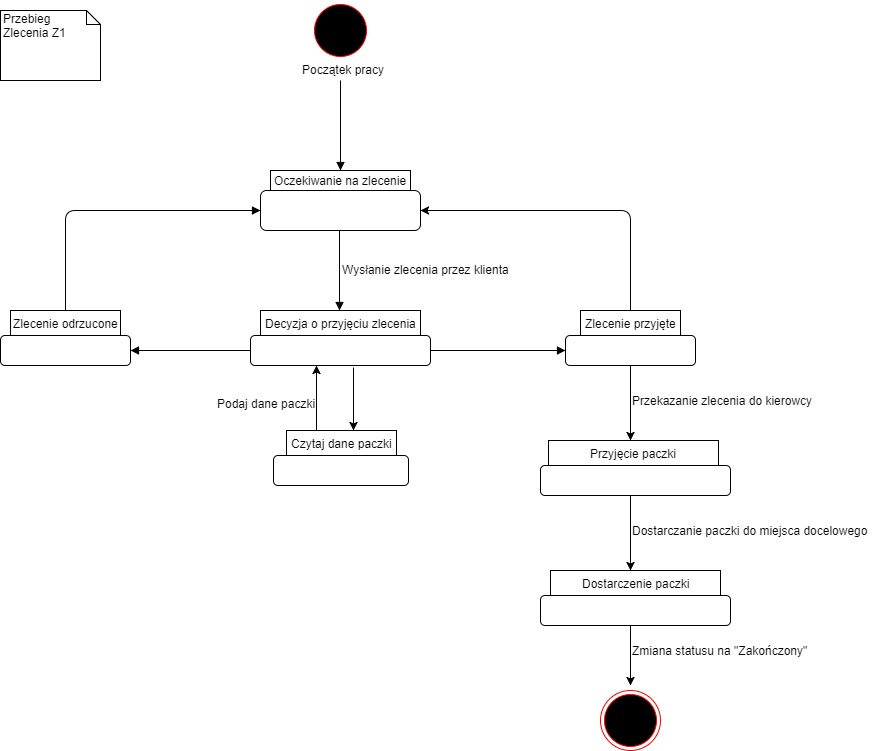 Przebieg
Zlecenia Z1
Początek pracy
Oczekiwanie na zlecenie
Wysłanie zlecenia przez klienta
Zlecenie odrzucone
Decyzja o przyjęciu zlecenia
Zlecenie przyjęte
Podaj dane paczki
Przekazanie zlecenia do kierowcy
Czytaj dane paczki
Przyjęcie paczki
Dostarczanie paczki do miejsca docelowego
Dostarczenie paczki
Zmiana statusu na "Zakończony"